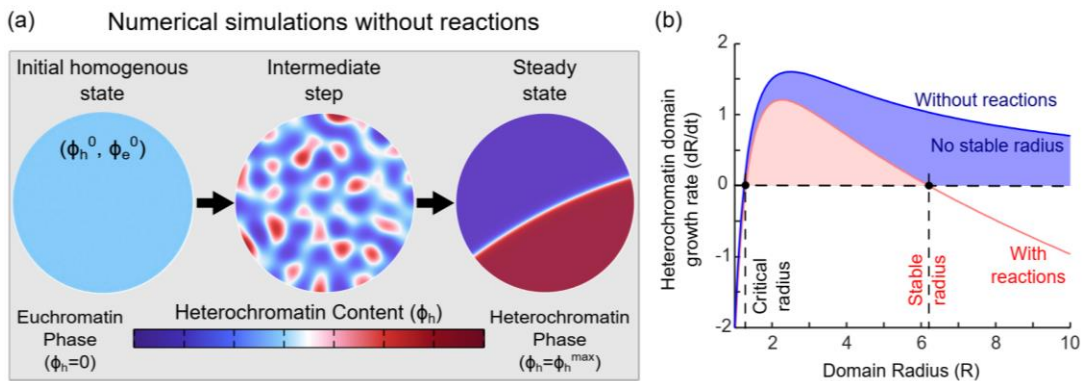 (a)
Numerical simulations without reactions
Initial homogenous
state
Intermediate
step
Steady
state
(ϕₕ⁰, ϕₑ⁰)
Euchromatin
Phase
(ϕₕ=0)
Heterochromatin Content (ϕₕ)
Heterochromatin
Phase
(ϕₕ=ϕₕᵐᵃˣ)
(b)
Heterochromatin domain
growth rate (dR/dt)
2
1
0
-1
-2
Without reactions
No stable radius
With
reactions
Critical
radius
Stable
radius
2
4
6
8
10
Domain Radius (R)